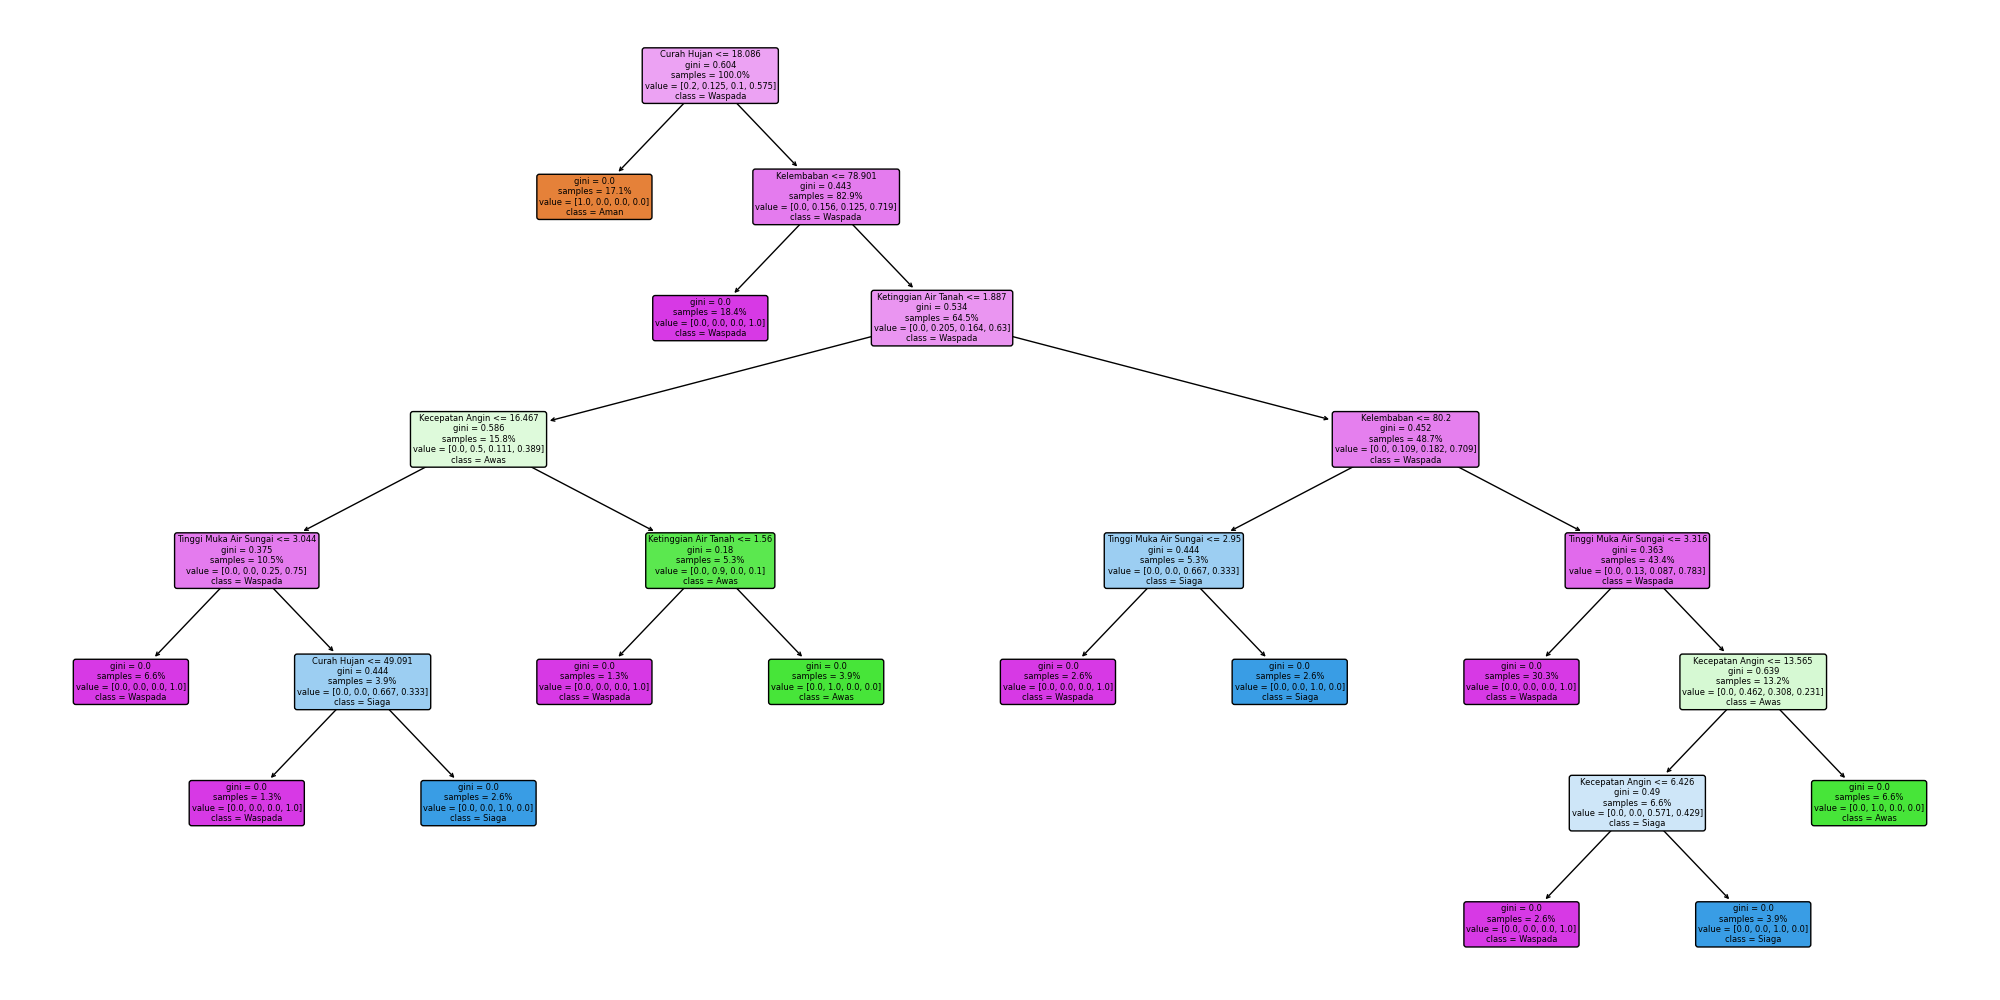 Curah Hujan <= 18.086
gini = 0.604
samples = 100.0%
value = [0.2, 0.125, 0.1, 0.575]
class = Waspada
gini = 0.0
samples = 17.1%
value = [1.0, 0.0, 0.0, 0.0]
class = Aman
Kelembaban <= 78.901
gini = 0.443
samples = 82.9%
value = [0.0, 0.156, 0.125, 0.719]
class = Waspada
gini = 0.0
samples = 18.4%
value = [0.0, 0.0, 0.0, 1.0]
class = Waspada
Ketinggian Air Tanah <= 1.887
gini = 0.534
samples = 64.5%
value = [0.0, 0.205, 0.164, 0.63]
class = Waspada
Kecepatan Angin <= 16.467
gini = 0.586
samples = 15.8%
value = [0.0, 0.5, 0.111, 0.389]
class = Awas
Kelembaban <= 80.2
gini = 0.452
samples = 48.7%
value = [0.0, 0.109, 0.182, 0.709]
class = Waspada
Tinggi Muka Air Sungai <= 3.044
gini = 0.375
samples = 10.5%
value = [0.0, 0.0, 0.25, 0.75]
class = Waspada
Ketinggian Air Tanah <= 1.56
gini = 0.18
samples = 5.3%
value = [0.0, 0.9, 0.0, 0.1]
class = Awas
Tinggi Muka Air Sungai <= 2.95
gini = 0.444
samples = 5.3%
value = [0.0, 0.0, 0.667, 0.333]
class = Siaga
Tinggi Muka Air Sungai <= 3.316
gini = 0.363
samples = 43.4%
value = [0.0, 0.13, 0.087, 0.783]
class = Waspada
gini = 0.0
samples = 6.6%
value = [0.0, 0.0, 0.0, 1.0]
class = Waspada
Curah Hujan <= 49.091
gini = 0.444
samples = 3.9%
value = [0.0, 0.0, 0.667, 0.333]
class = Siaga
gini = 0.0
samples = 1.3%
value = [0.0, 0.0, 0.0, 1.0]
class = Waspada
gini = 0.0
samples = 3.9%
value = [0.0, 1.0, 0.0, 0.0]
class = Awas
gini = 0.0
samples = 2.6%
value = [0.0, 0.0, 0.0, 1.0]
class = Waspada
gini = 0.0
samples = 2.6%
value = [0.0, 0.0, 1.0, 0.0]
class = Siaga
gini = 0.0
samples = 30.3%
value = [0.0, 0.0, 0.0, 1.0]
class = Waspada
Kecepatan Angin <= 13.565
gini = 0.639
samples = 13.2%
value = [0.0, 0.462, 0.308, 0.231]
class = Awas
gini = 0.0
samples = 1.3%
value = [0.0, 0.0, 0.0, 1.0]
class = Waspada
gini = 0.0
samples = 2.6%
value = [0.0, 0.0, 1.0, 0.0]
class = Siaga
Kecepatan Angin <= 6.426
gini = 0.49
samples = 6.6%
value = [0.0, 0.0, 0.571, 0.429]
class = Siaga
gini = 0.0
samples = 6.6%
value = [0.0, 1.0, 0.0, 0.0]
class = Awas
gini = 0.0
samples = 2.6%
value = [0.0, 0.0, 0.0, 1.0]
class = Waspada
gini = 0.0
samples = 3.9%
value = [0.0, 0.0, 1.0, 0.0]
class = Siaga